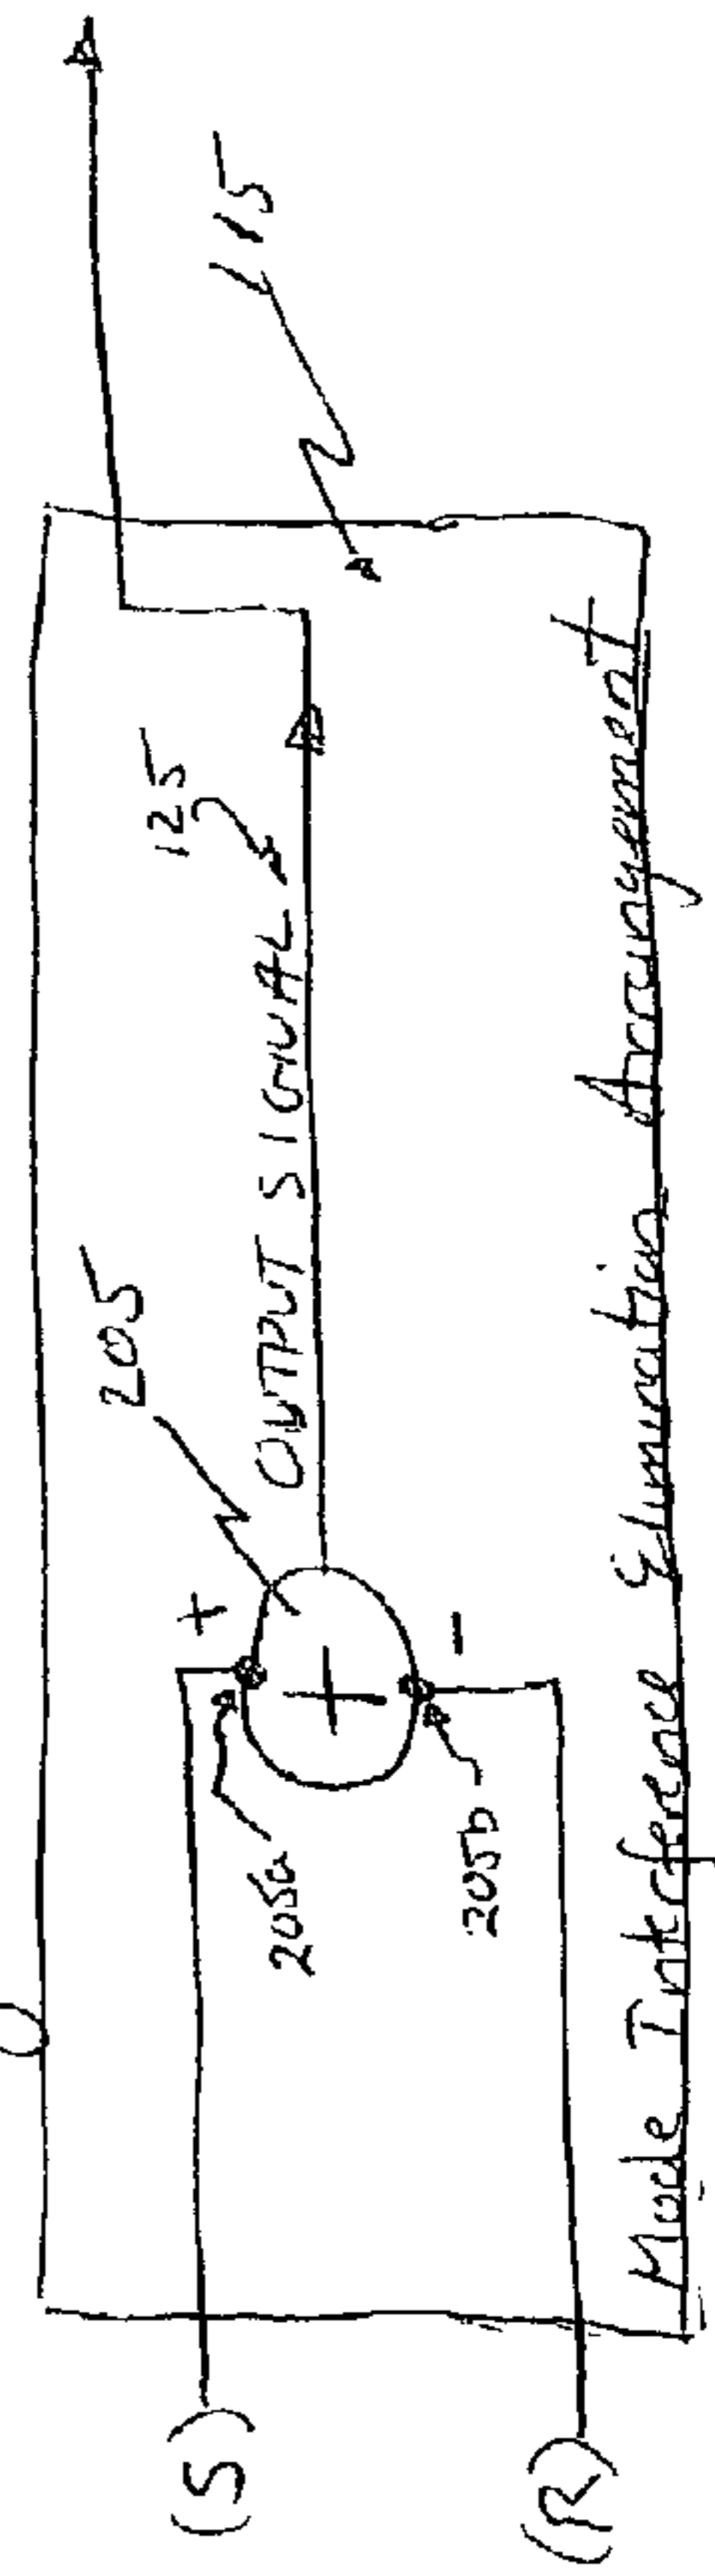 115
125
205
OUTPUT SIGNAL
+
+
-
205a
205b
(S)
(R)
Mode Interference Elimination Arrangement